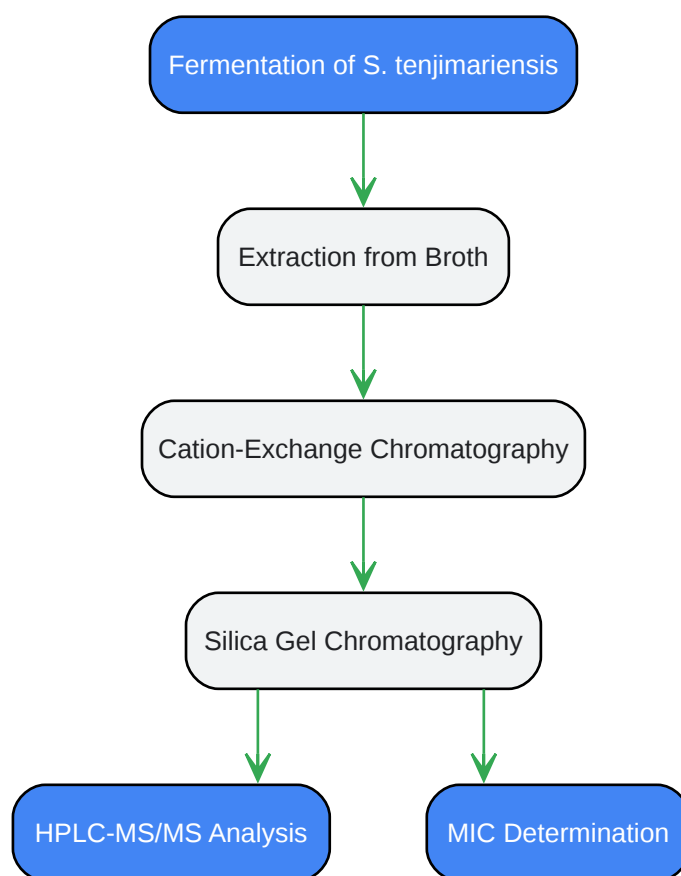 Fermentation of S. tenjimariensis
Extraction from Broth
Cation-Exchange Chromatography
Silica Gel Chromatography
HPLC-MS/MS Analysis
MIC Determination